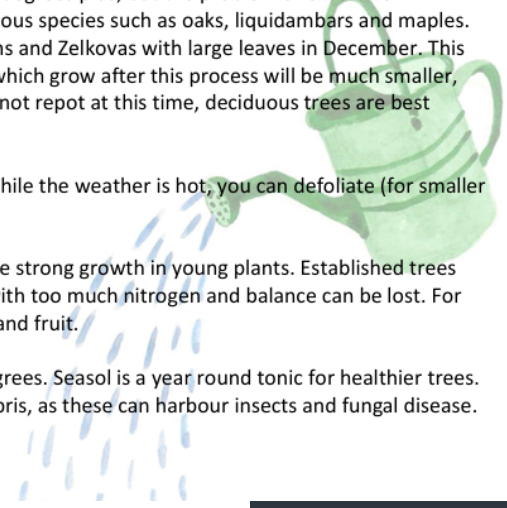 ous species such as oaks, liquidambars and maples.
ns and Zelkovas with large leaves in December. This
which grow after this process will be much smaller,
not repot at this time, deciduous trees are best
hile the weather is hot, you can defoliate (for smaller
e strong growth in young plants. Established trees
ith too much nitrogen and balance can be lost. For
and fruit.
grees. Seasol is a year round tonic for healthier trees.
bris, as these can harbour insects and fungal disease.